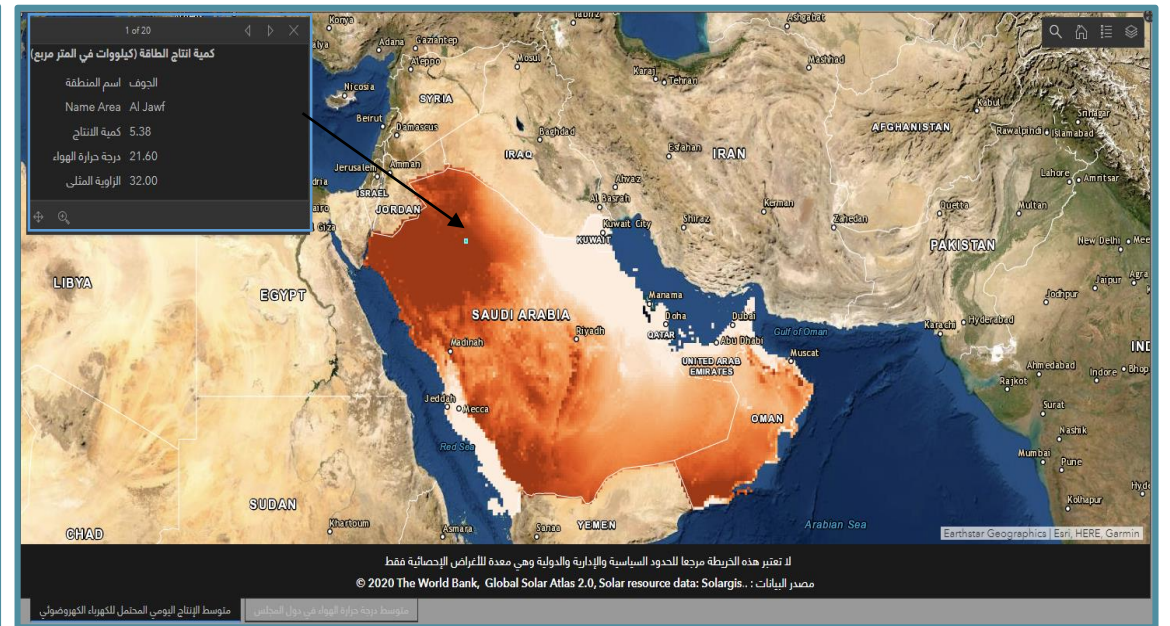 1 of 20
كمية انتاج الطاقة (كيلووات في المتر مربع)
اسم المنطقة الجوف
Name Area Al Jawf
كمية الانتاج 5.38
درجة حرارة الهواء 21.60
الزاوية المثلى 32.00
Konya
Adana
Gaziantep
Tabriz
Ashgabat
Aleppo
Mosul
Mashhad
Karaj
Tehran
Nicosia
SYRIA
Kabul
Srinagar
Beirut
Damascus
Baghdad
AFGHANISTAN
Rawalpindi
Islamabad
IRAQ
Esfahan
IRAN
Jerusalem
Amman
Lahore
Amritsar
ISRAEL
Ahvaz
Al Basrah
Kerman
Quetta
Multan
JORDAN
Kuwait City
Shiraz
Zahedan
Giza
KUWAIT
PAKISTAN
New Delhi
Mee
LIBYA
EGYPT
Manama
Jaipur
Agra
Jodhpur
SAUDI ARABIA
Doha
Dubai
Riyadh
QATAR
Abu Dhabi
Gulf of Oman
Karachi
Hyderabad
Madinah
Muscat
IND
UNITED ARAB
EMIRATES
Ahmedabad
Indore
Bhop
Rajkot
Jeddah
Mecca
Surat
OMAN
Nashik
Red Sea
Mumbai
Pune
SUDAN
Hyde
Kolhapur
Khartoum
Asmara
Sanaa
YEMEN
Arabian Sea
CHAD
Earthstar Geographics | Esri, HERE, Garmin
لا تعتبر هذه الخريطة مرجعا للحدود السياسية والإدارية والدولية وهي معدة للأغراض الإحصائية فقط
مصدر البيانات : .© 2020 The World Bank, Global Solar Atlas 2.0, Solar resource data: Solargis.
متوسط الإنتاج اليومي المحتمل للكهرباء الكهروضوئي
متوسط درجة حرارة الهواء في دول المجلس